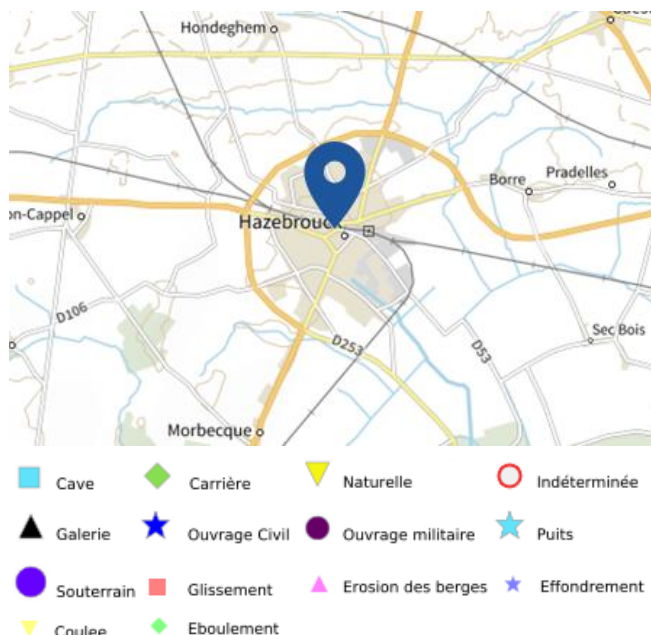 Hondeghem
Borre
Pradelles
Hazebrouck
D106
D253
D53
Sec Bois
Morbecque
Cave
Carrière
Naturelle
Indéterminée
Galerie
Ouvrage Civil
Ouvrage militaire
Puits
Souterrain
Glissement
Erosion des berges
Effondrement
Coulee
Eboulement